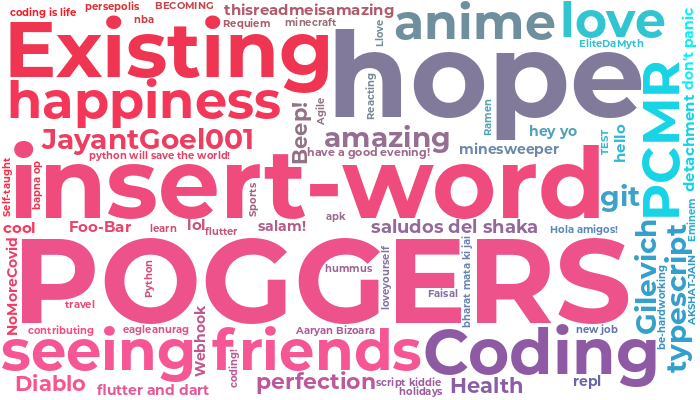 coding is life
persepolis
BECOMING
nba
thisreadmeisamazing
Requiem
minecraft
Llove
anime
love
EliteDaMyth
don't panic
Existing
hope
happiness
Reacting
Agile
Beep!
Ramen
hey yo
TEST
hello
PCMR
detachment
JayantGoel001
amazing
python will save the world!
have a good evening!
minesweeper
Self-taught
bapna op
insert-word
Sports
apk
git
Eminem
cool
Foo-Bar
learn
lol
flutter
salam!
saludos del shaka
Hola amigos!
NoMoreCovid
POGGERS
Python
hummus
loveyourself
Faisal
bharat mata ki jai
travel
Gilevich
be-hardworking
typescript
AKSHAT-JAIN
contributing
eagleanurag
Webhook
Aaryan Bizoara
new job
seeing friends
coding!
Coding
Diablo
flutter and dart
perfection
script kiddie
holidays
Health
repl